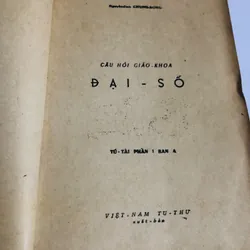 CÂU HỎI GIÁO-KHOA
ĐẠI-SỐ
TÚ-TÀI PHẦN I BAN A
VIỆT-NAM TU-THƯ
xuất-bản